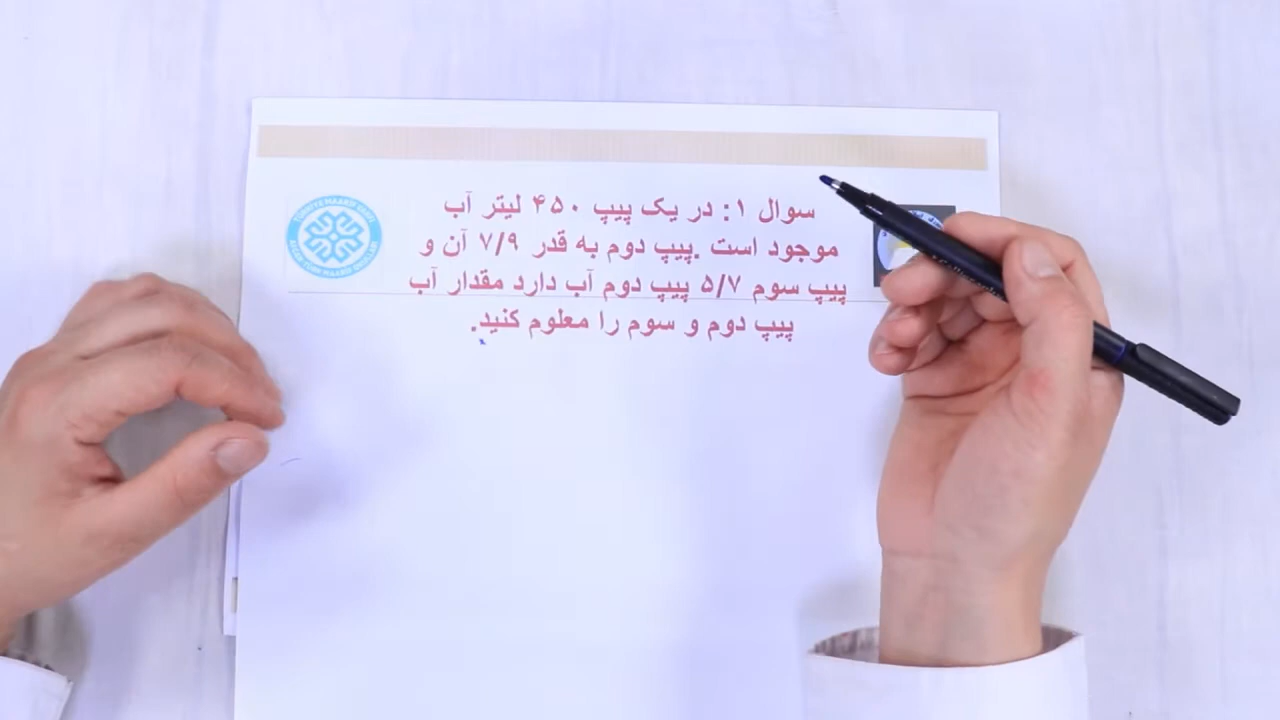 سوال ۱: در یک پیپ ۴۵۰ لیتر آب
موجود است .پیپ دوم به قدر ۷/۹ آن و
پیپ سوم ۵/۷ پیپ دوم آب دارد مقدار آب
پیپ دوم و سوم را معلوم کنید.